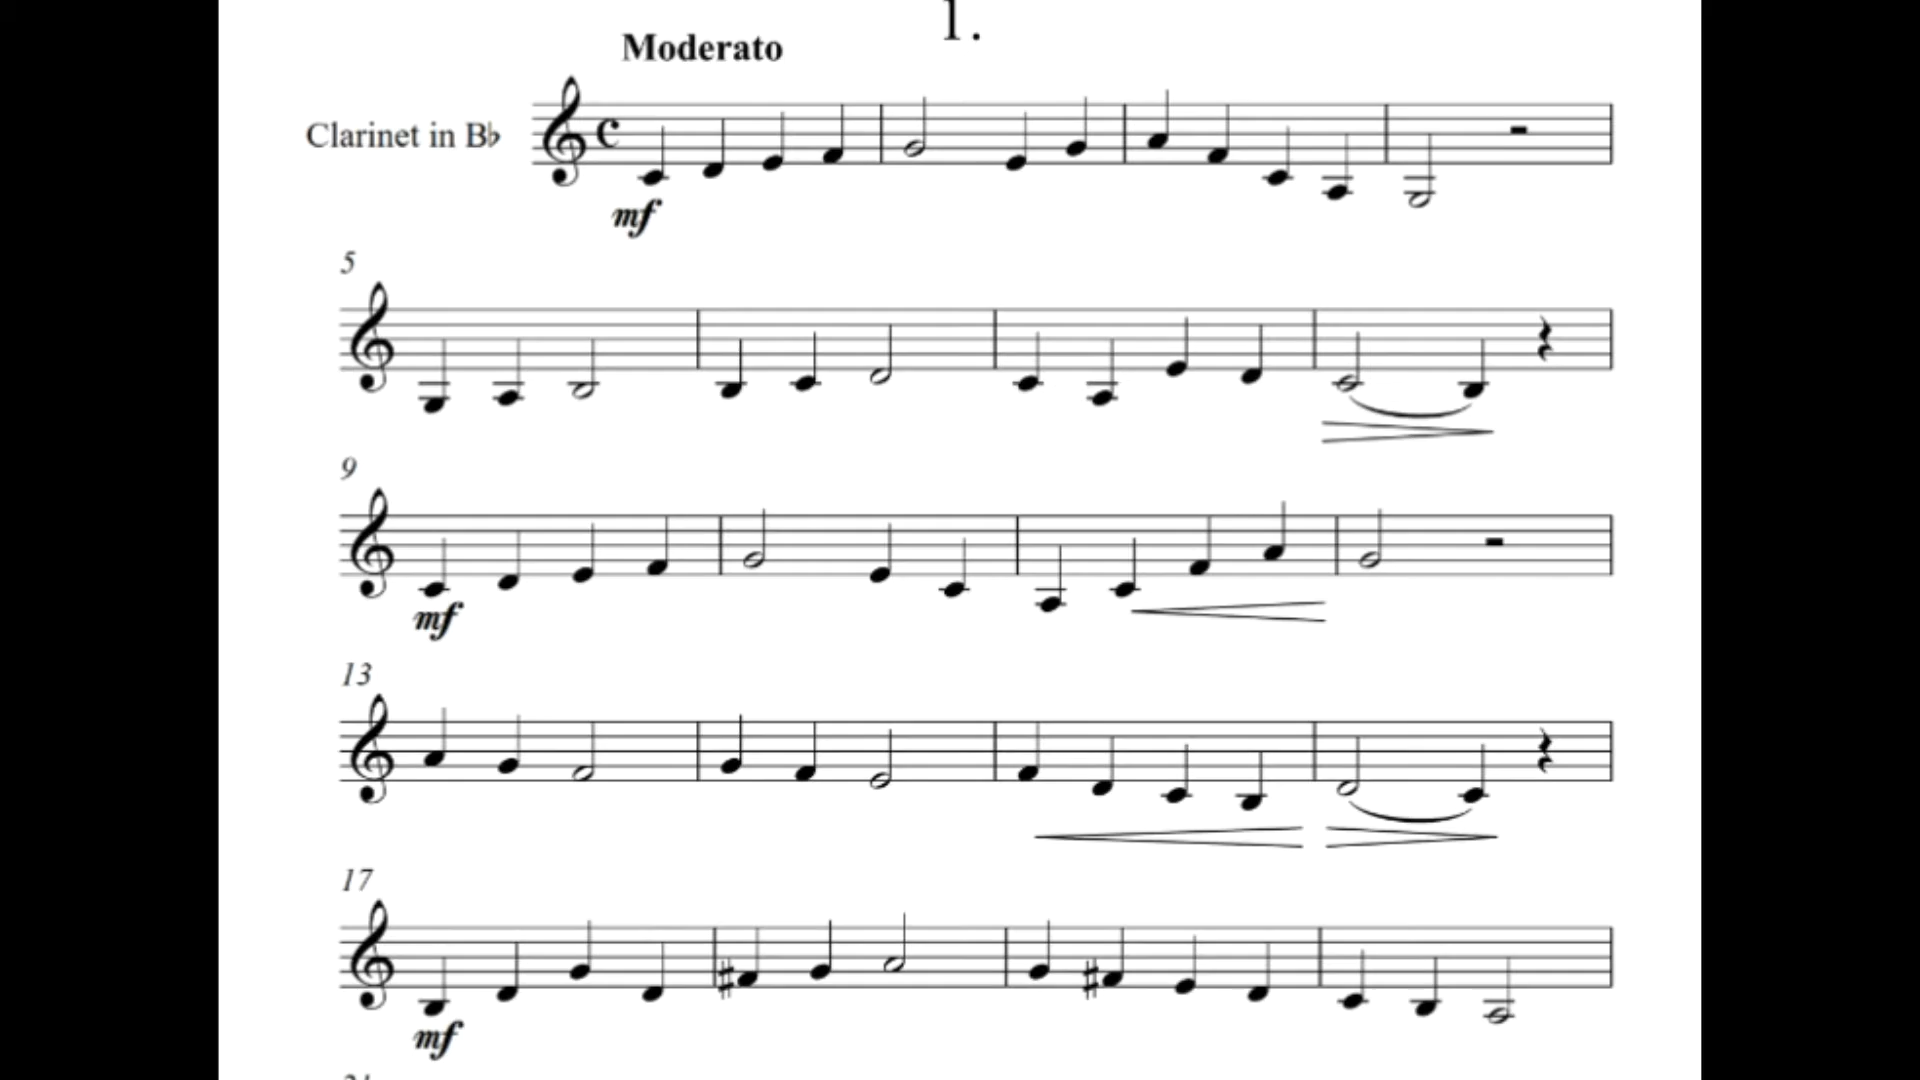 1.
Moderato
Clarinet in B♭
mf
5
9
mf
13
17
mf